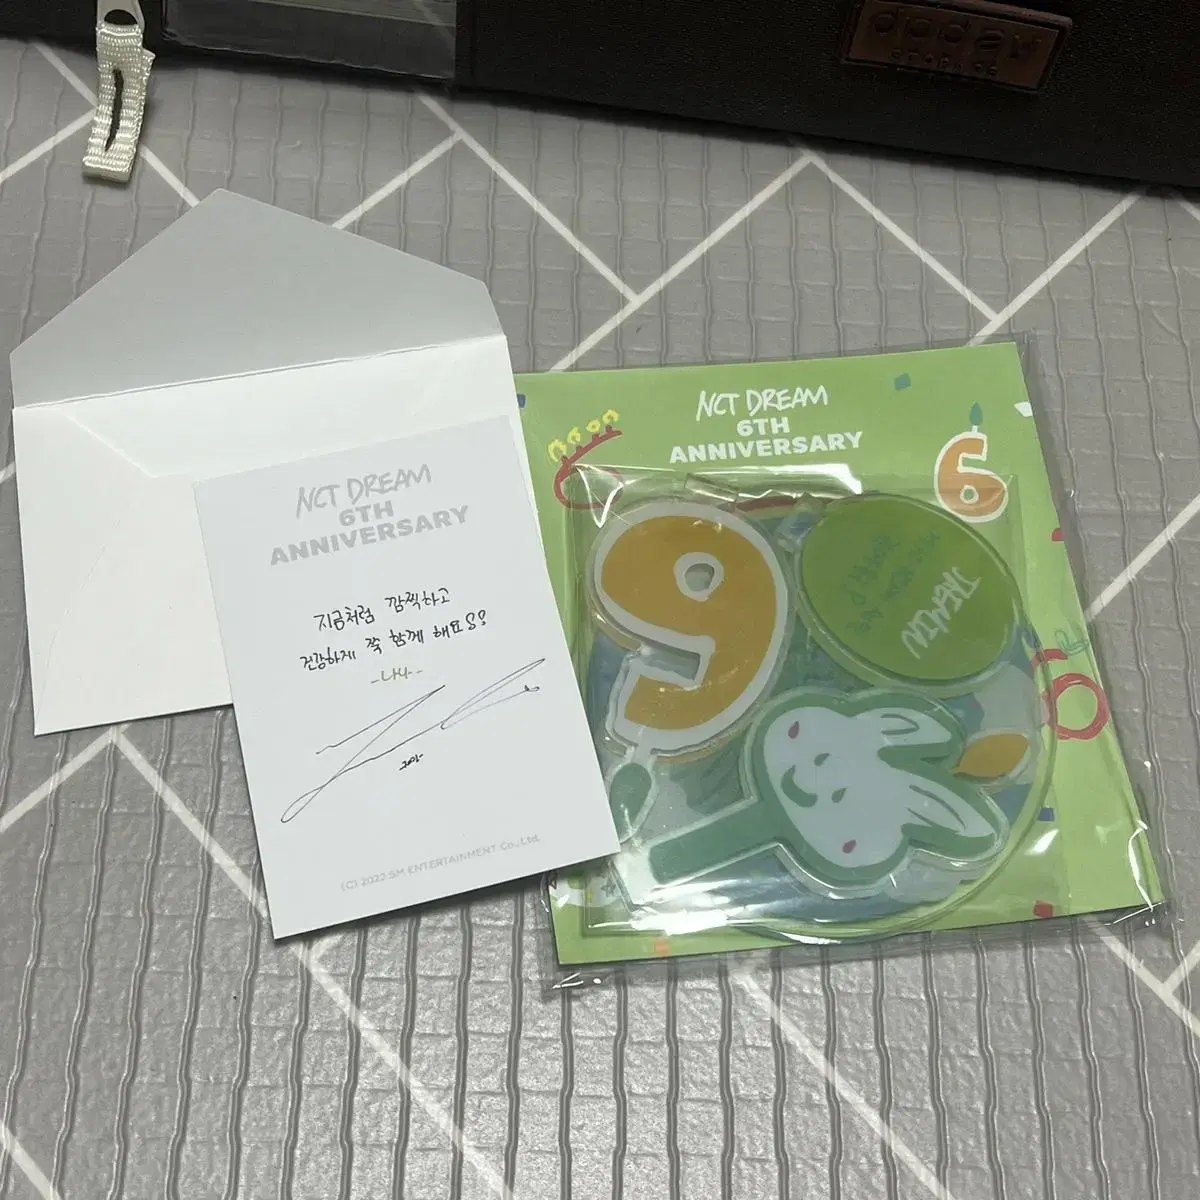 NCT DREAM
6TH
ANNIVERSARY
지금처럼 깜찍하고
건강하게 쭉 함께 해요 S2
-나나-
(C) 2022 SM ENTERTAINMENT Co., Ltd.
NCT DREAM
6TH
ANNIVERSARY
6
6
JAEMIN